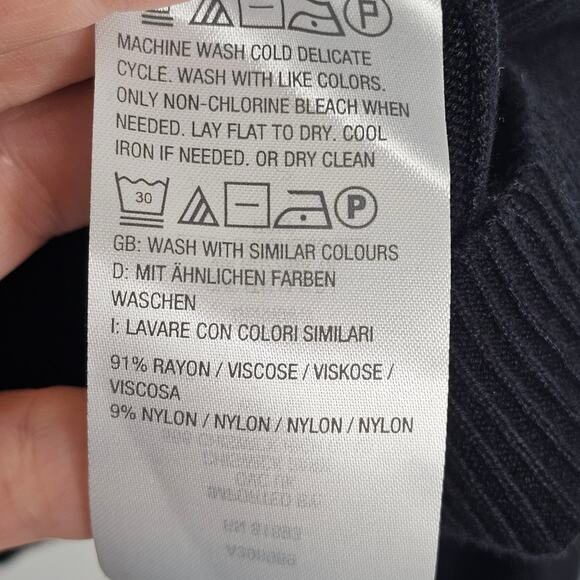 P
MACHINE WASH COLD DELICATE
CYCLE. WASH WITH LIKE COLORS.
ONLY NON-CHLORINE BLEACH WHEN
NEEDED. LAY FLAT TO DRY. COOL
IRON IF NEEDED. OR DRY CLEAN
30 P
GB: WASH WITH SIMILAR COLOURS
D: MIT ÄHNLICHEN FARBEN
WASCHEN
I: LAVARE CON COLORI SIMILARI
91% RAYON / VISCOSE / VISKOSE /
VISCOSA
9% NYLON / NYLON / NYLON / NYLON